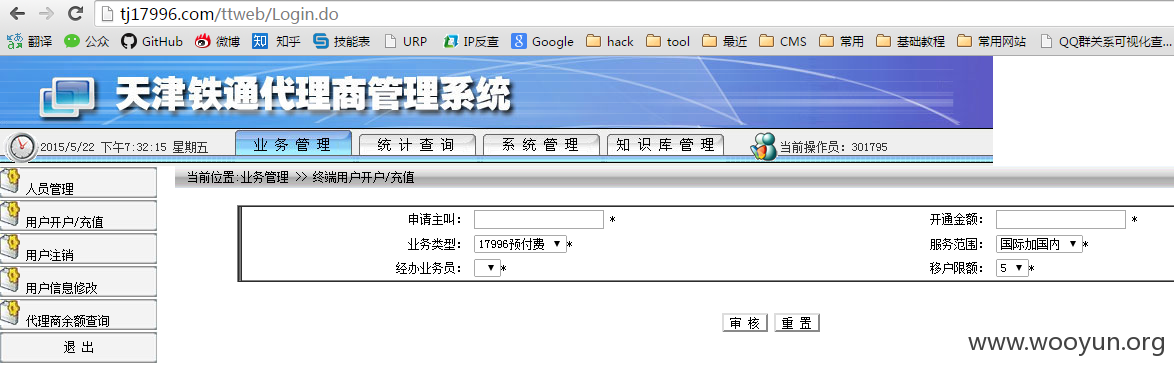 tj17996.com/ttweb/Login.do
翻译 公众 GitHub 微博 知乎 技能表 URP IP反查 Google hack tool 最近 CMS 常用 基础教程 常用网站 QQ群关系可视化查...
天津铁通代理商管理系统
2015/5/22 下午7:32:15 星期五 业务管理 统计查询 系统管理 知识库管理 当前操作员：301795
当前位置:业务管理 >> 终端用户开户/充值
人员管理
用户开户/充值
用户注销
用户信息修改
代理商余额查询
退 出
申请主叫： * 开通金额： *
业务类型： 17996预付费 * 服务范围： 国际加国内 *
经办业务员： * 移户限额： 5 *
审 核 重 置
www.wooyun.org